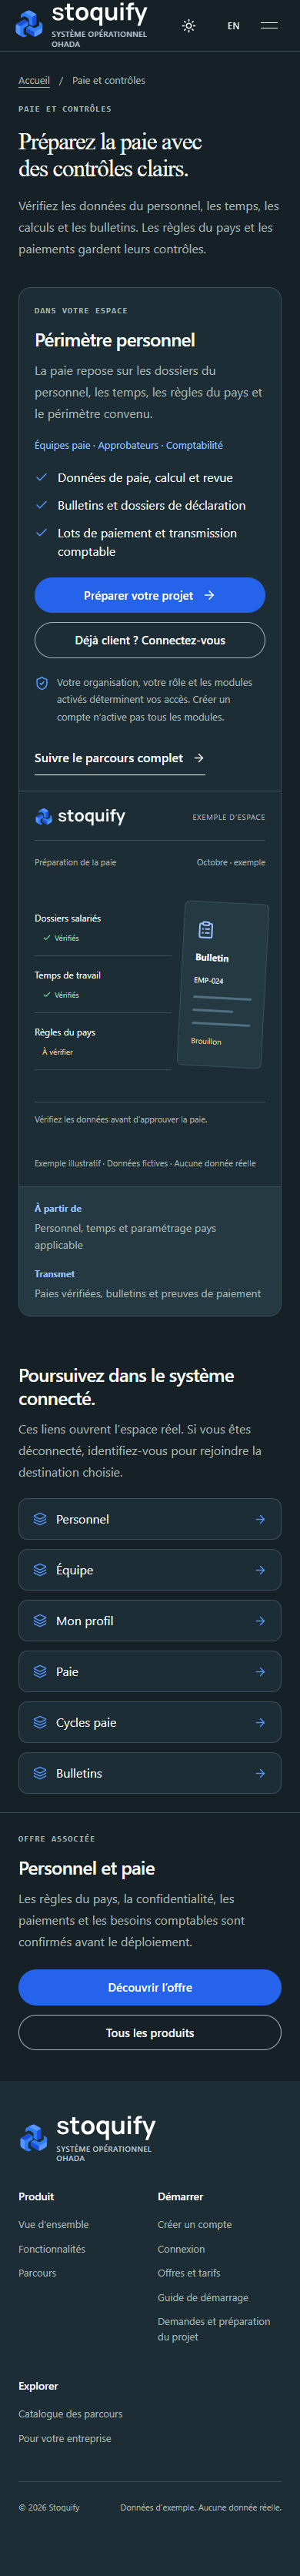 stoquify
SYSTÈME OPÉRATIONNEL
OHADA
EN
Accueil / Paie et contrôles
PAIE ET CONTRÔLES
Préparez la paie avec
des contrôles clairs.
Vérifiez les données du personnel, les temps, les
calculs et les bulletins. Les règles du pays et les
paiements gardent leurs contrôles.
DANS VOTRE ESPACE
Périmètre personnel
La paie repose sur les dossiers du
personnel, les temps, les règles du pays et
le périmètre convenu.
Équipes paie · Approbateurs · Comptabilité
Données de paie, calcul et revue
Bulletins et dossiers de déclaration
Lots de paiement et transmission
comptable
Préparer votre projet
Déjà client ? Connectez-vous
Votre organisation, votre rôle et les modules
activés déterminent vos accès. Créer un
compte n'active pas tous les modules.
Suivre le parcours complet
stoquify
EXEMPLE D'ESPACE
Préparation de la paie
Octobre · exemple
Dossiers salariés
Vérifiés
Temps de travail
Vérifiés
Règles du pays
À vérifier
Bulletin
EMP-024
Brouillon
Vérifiez les données avant d'approuver la paie.
Exemple illustratif · Données fictives · Aucune donnée réelle
À partir de
Personnel, temps et paramétrage pays
applicable
Transmet
Paies vérifiées, bulletins et preuves de paiement
Poursuivez dans le système
connecté.
Ces liens ouvrent l'espace réel. Si vous êtes
déconnecté, identifiez-vous pour rejoindre la
destination choisie.
Personnel
Équipe
Mon profil
Paie
Cycles paie
Bulletins
OFFRE ASSOCIÉE
Personnel et paie
Les règles du pays, la confidentialité, les
paiements et les besoins comptables sont
confirmés avant le déploiement.
Découvrir l'offre
Tous les produits
stoquify
SYSTÈME OPÉRATIONNEL
OHADA
Produit
Vue d'ensemble
Fonctionnalités
Parcours
Démarrer
Créer un compte
Connexion
Offres et tarifs
Guide de démarrage
Demandes et préparation
du projet
Explorer
Catalogue des parcours
Pour votre entreprise
© 2026 Stoquify
Données d'exemple. Aucune donnée réelle.